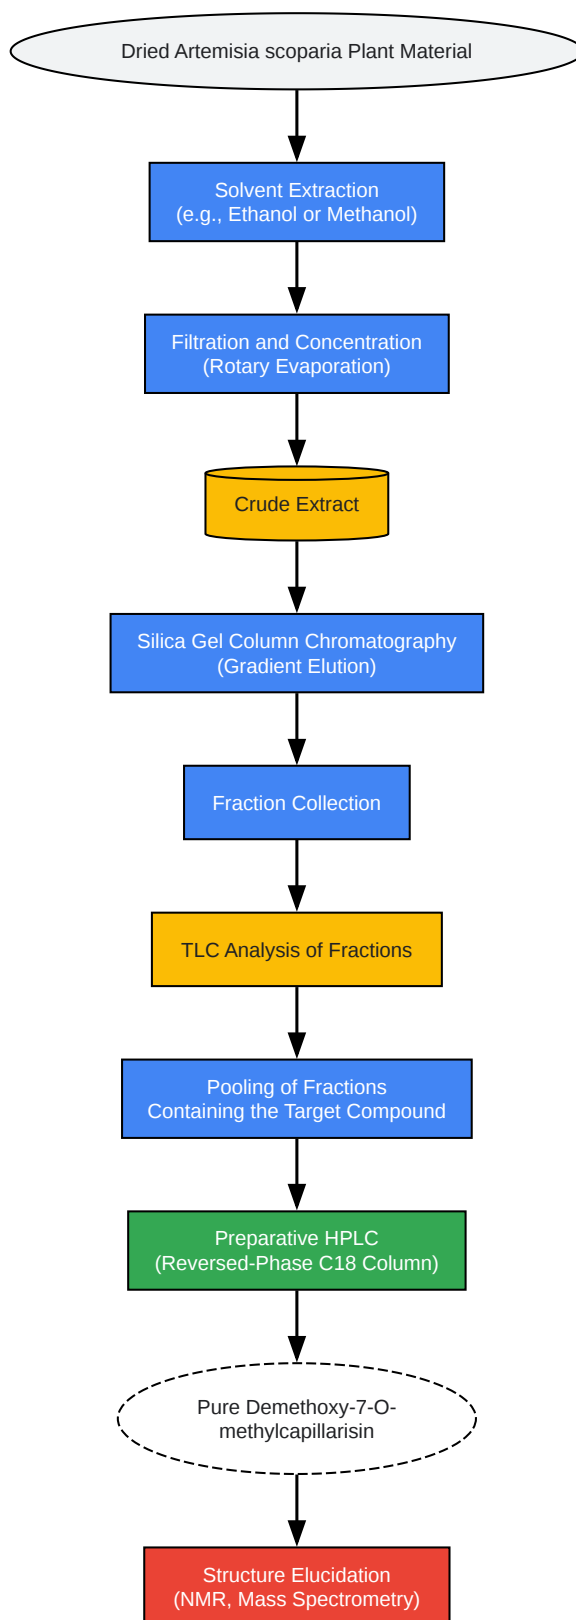 Dried Artemisia scoparia Plant Material
Solvent Extraction
(e.g., Ethanol or Methanol)
Filtration and Concentration
(Rotary Evaporation)
Crude Extract
Silica Gel Column Chromatography
(Gradient Elution)
Fraction Collection
TLC Analysis of Fractions
Pooling of Fractions
Containing the Target Compound
Preparative HPLC
(Reversed-Phase C18 Column)
Pure Demethoxy-7-O-
methylcapillarisin
Structure Elucidation
(NMR, Mass Spectrometry)